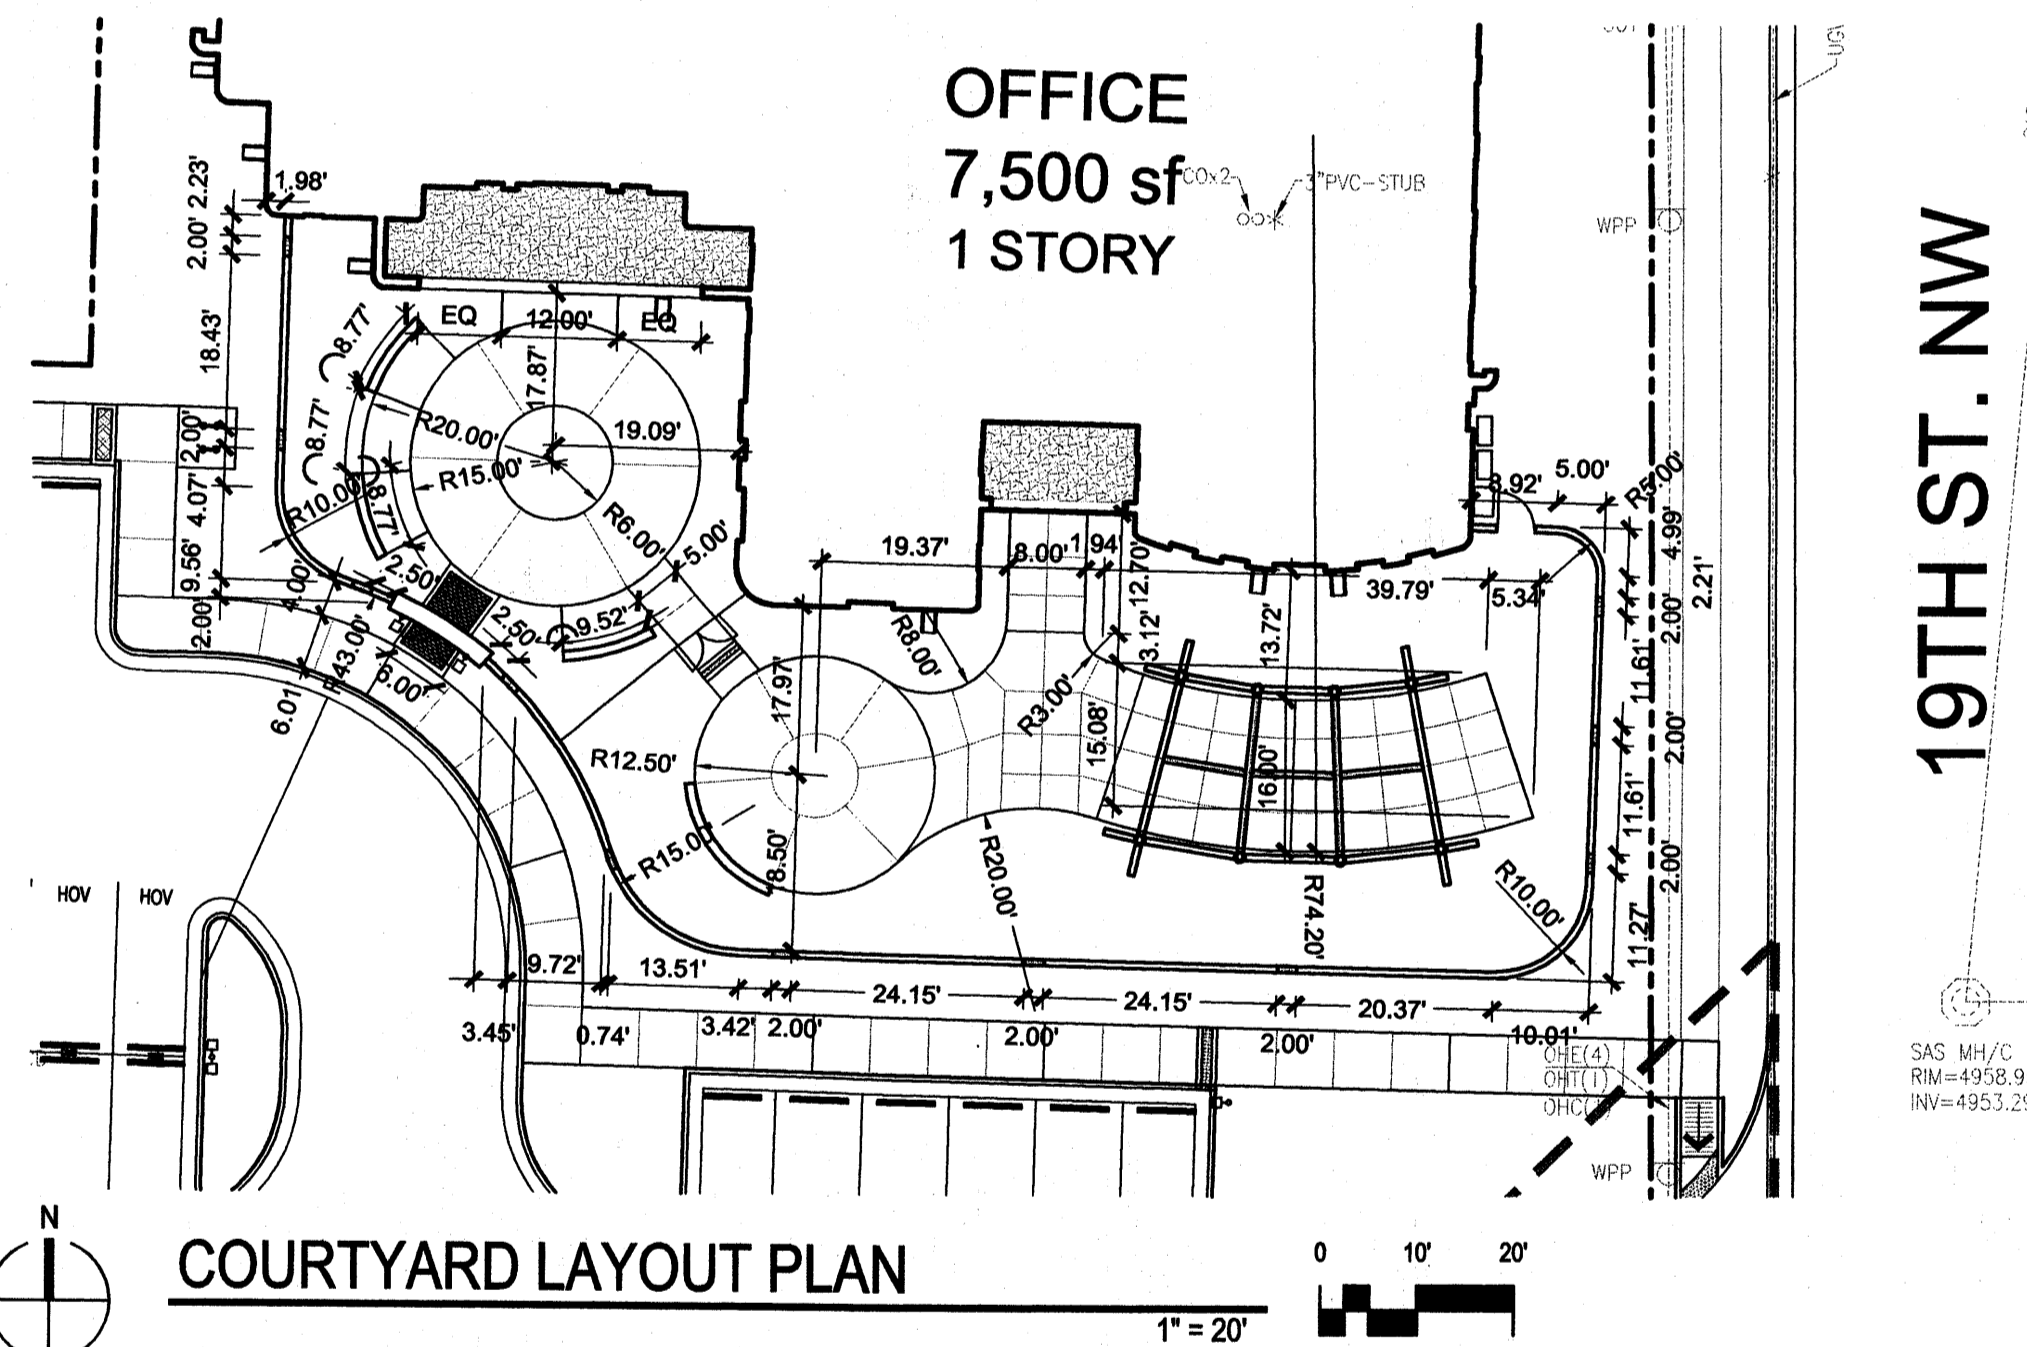 OFFICE
7,500 sf
1 STORY
COx2
3"PVC-STUB
WPP
19TH ST. NW
2.23'
1.98'
2.00'
18.43'
2.00'
4.07'
9.56'
2.00'
EQ
12.00'
EQ
8.77'
17.87'
8.77'
R20.00'
19.09'
R15.00'
R10.00'
8.77'
R6.00'
5.00'
2.50'
4.00'
2.50'
9.52'
R43.00'
6.00'
6.01'
19.37'
8.00'
1.94'
12.70'
39.79'
5.34'
8.92'
5.00'
R5.00'
4.99'
2.21'
2.00'
11.61'
2.00'
11.61'
2.00'
11.27'
R8.00'
3.12'
13.72'
17.97'
R3.00'
15.08'
16.00'
R12.50'
R15.00'
8.50'
R20.00'
R74.20'
R10.00'
HOV
HOV
9.72'
13.51'
24.15'
24.15'
20.37'
3.45'
0.74'
3.42'
2.00'
2.00'
2.00'
10.01'
OHE(4)
OHT(1)
SAS MH/C
RIM=4958.9
INV=4953.29
WPP
N
COURTYARD LAYOUT PLAN
1" = 20'
0 10' 20'